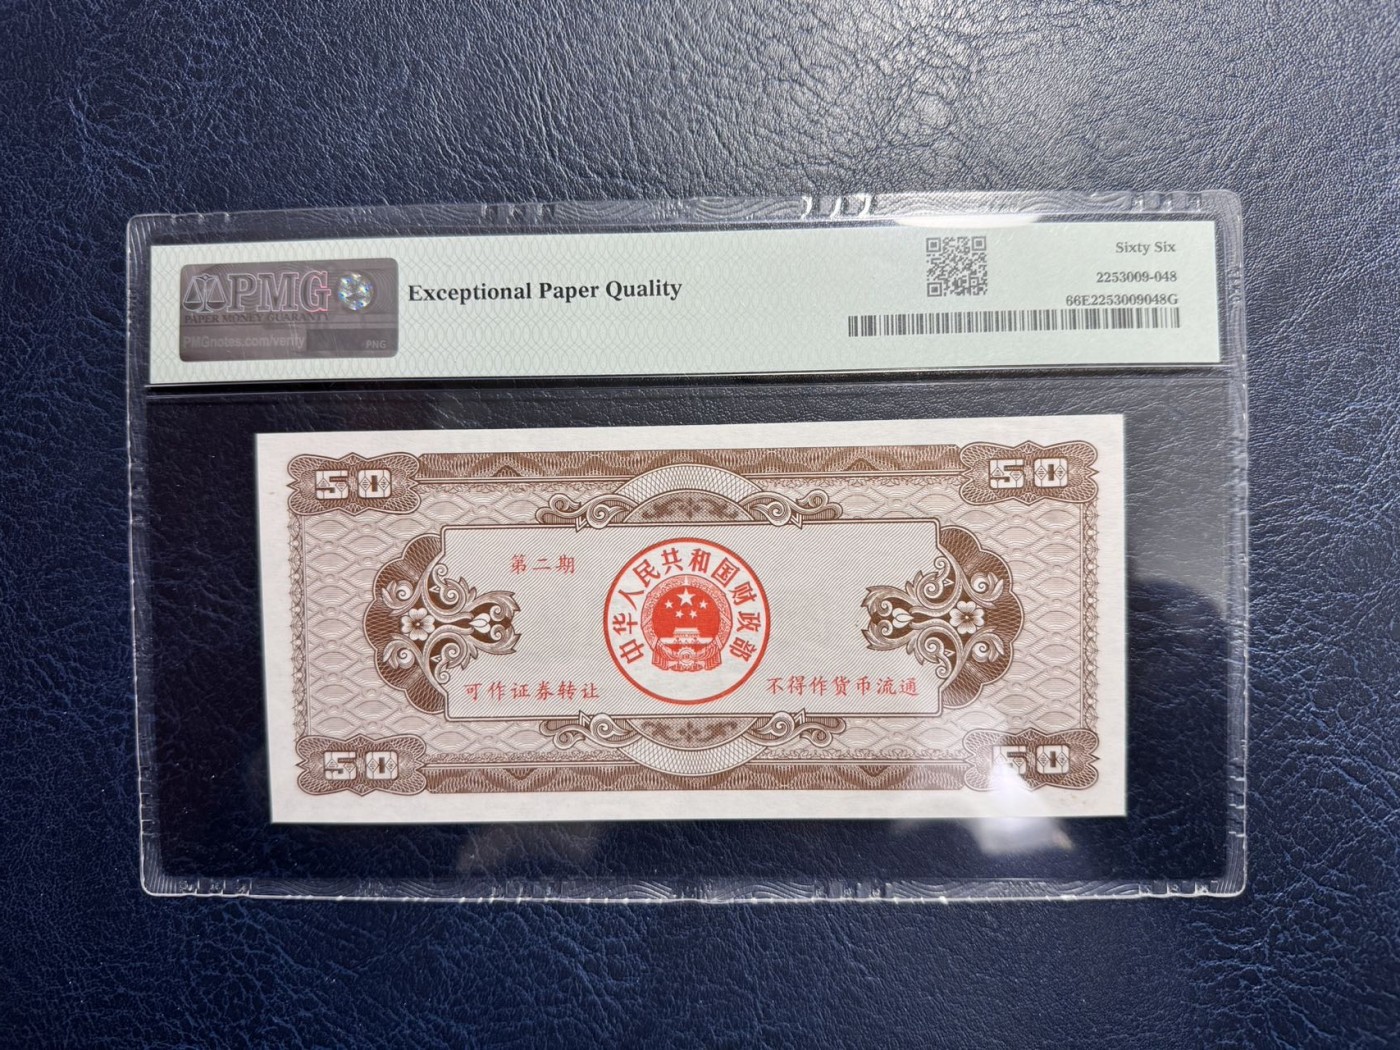 PMG
PAPER MONEY GUARANTY
PMGnotes.com/verify
PNG
Exceptional Paper Quality
Sixty Six
2253009-048
66E2253009048G
50
50
第二期
中华人民共和国财政部
可作证券转让
不得作货币流通
50
50